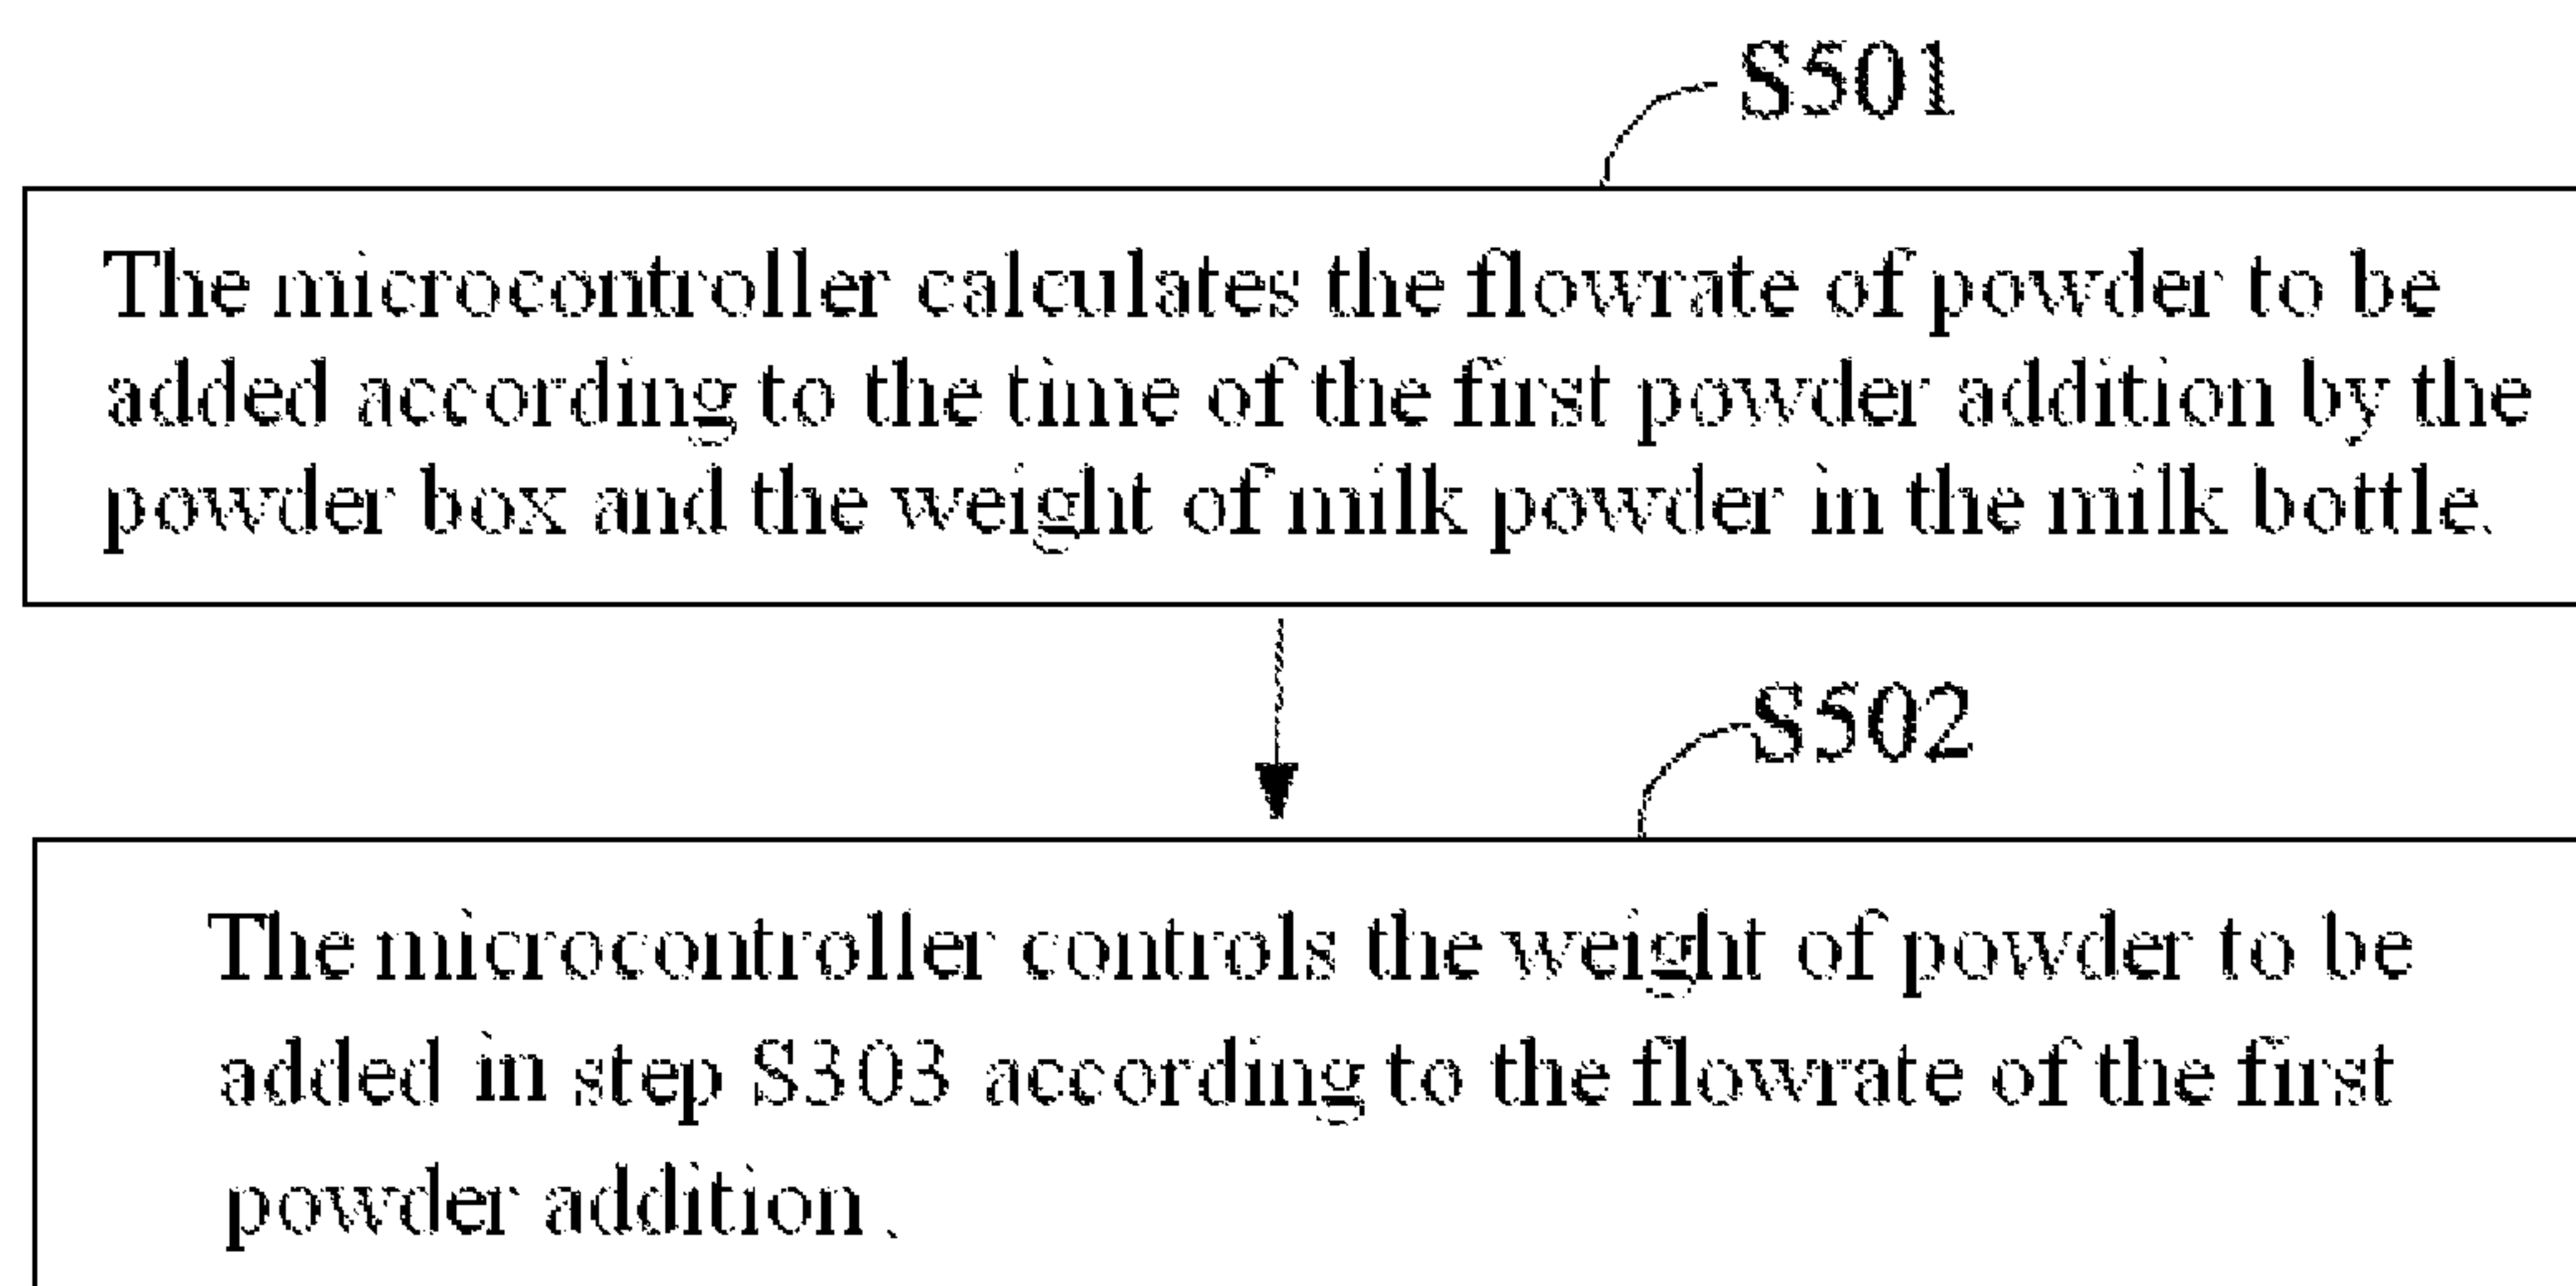 S501
The microcontroller calculates the flowrate of powder to be
added according to the time of the first powder addition by the
powder box and the weight of milk powder in the milk bottle.
S502
The microcontroller controls the weight of powder to be
added in step S303 according to the flowrate of the first
powder addition .